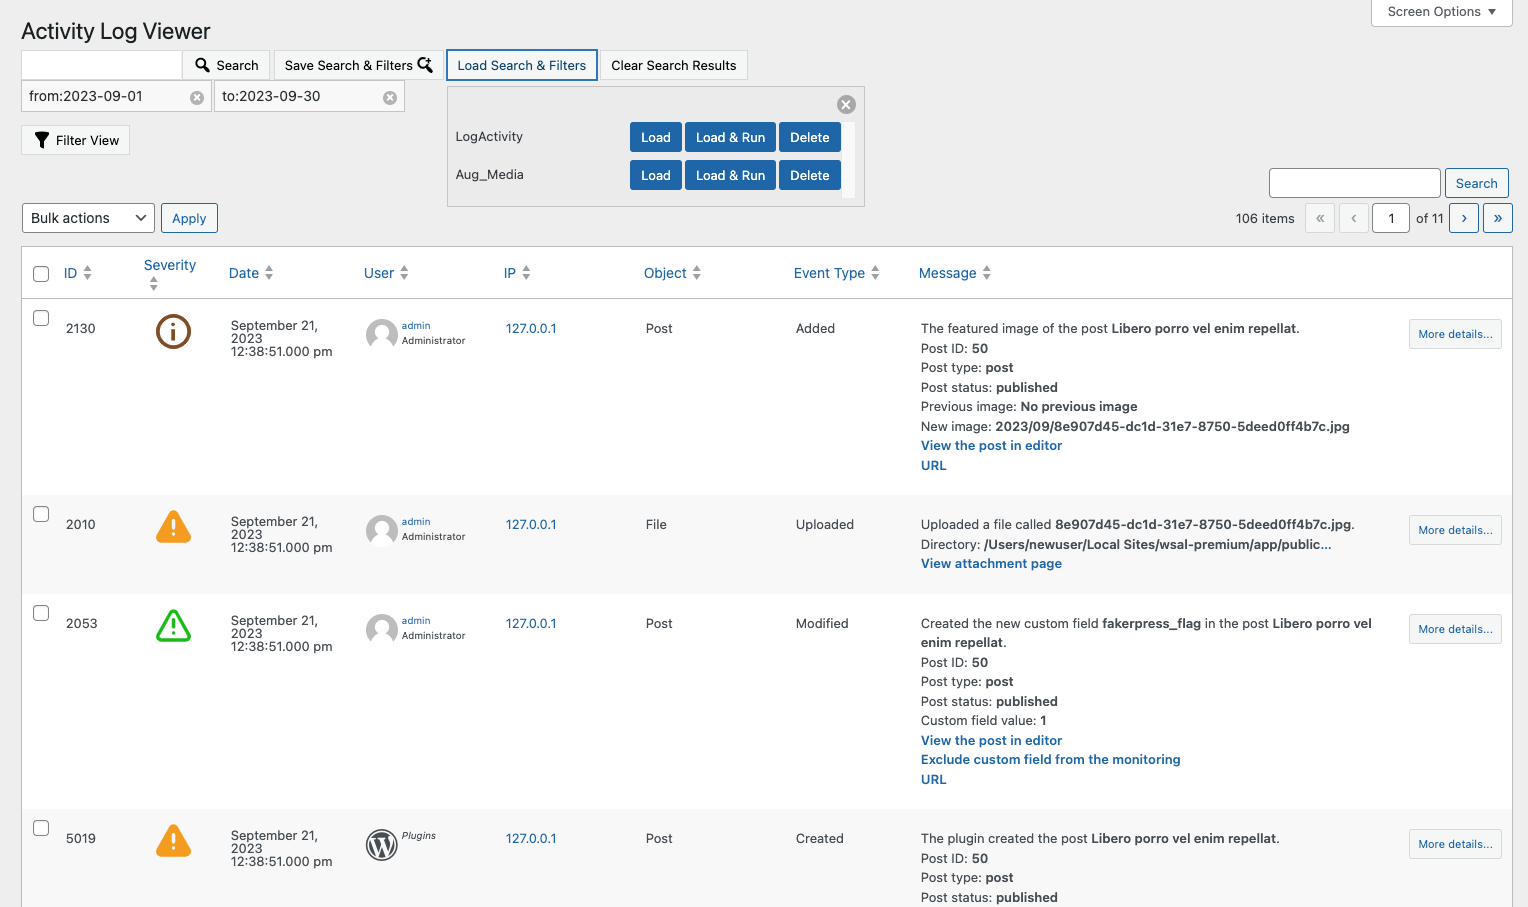 Screen Options
Activity Log Viewer
Search
Save Search & Filters
Load Search & Filters
Clear Search Results
from:2023-09-01
to:2023-09-30
LogActivity
Load
Load & Run
Delete
Filter View
Aug_Media
Load
Load & Run
Delete
Search
Bulk actions
Apply
106 items
«
‹
1
of 11
›
»
ID
Severity
Date
User
IP
Object
Event Type
Message
2130
September 21,
2023
12:38:51.000 pm
admin
Administrator
127.0.0.1
Post
Added
The featured image of the post Libero porro vel enim repellat.
Post ID: 50
Post type: post
Post status: published
Previous image: No previous image
New image: 2023/09/8e907d45-dc1d-31e7-8750-5deed0ff4b7c.jpg
View the post in editor
URL
More details...
2010
September 21,
2023
12:38:51.000 pm
admin
Administrator
127.0.0.1
File
Uploaded
Uploaded a file called 8e907d45-dc1d-31e7-8750-5deed0ff4b7c.jpg.
Directory: /Users/newuser/Local Sites/wsal-premium/app/public...
View attachment page
More details...
2053
September 21,
2023
12:38:51.000 pm
admin
Administrator
127.0.0.1
Post
Modified
Created the new custom field fakerpress_flag in the post Libero porro vel
enim repellat.
Post ID: 50
Post type: post
Post status: published
Custom field value: 1
View the post in editor
Exclude custom field from the monitoring
URL
More details...
5019
September 21,
2023
12:38:51.000 pm
Plugins
127.0.0.1
Post
Created
The plugin created the post Libero porro vel enim repellat.
Post ID: 50
Post type: post
Post status: published
More details...